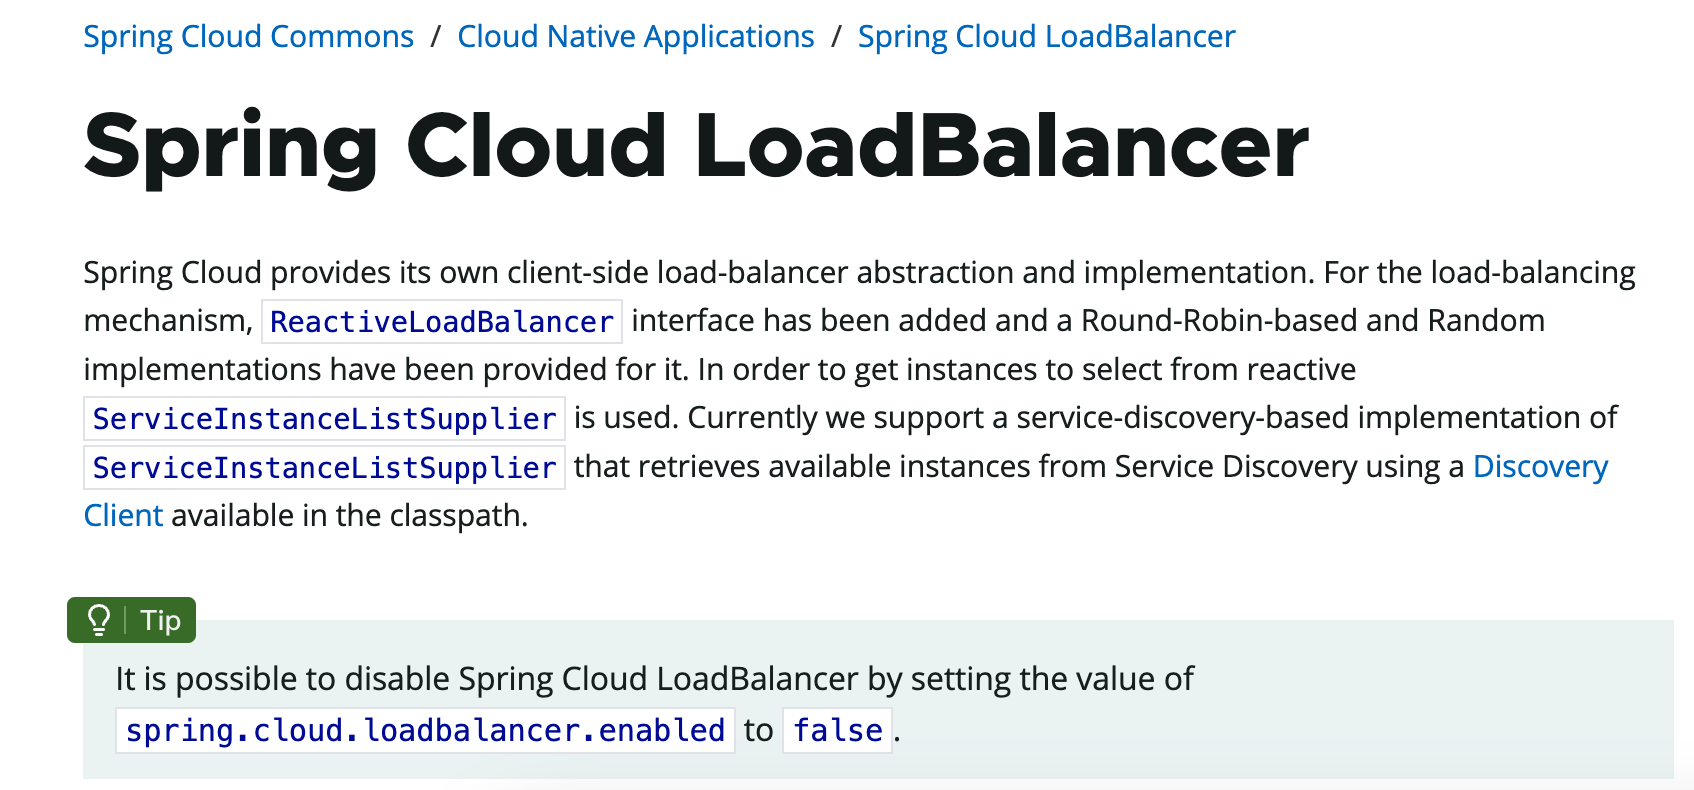 Spring Cloud Commons / Cloud Native Applications / Spring Cloud LoadBalancer
Spring Cloud LoadBalancer
Spring Cloud provides its own client-side load-balancer abstraction and implementation. For the load-balancing
mechanism, ReactiveLoadBalancer interface has been added and a Round-Robin-based and Random
implementations have been provided for it. In order to get instances to select from reactive
ServiceInstanceListSupplier is used. Currently we support a service-discovery-based implementation of
ServiceInstanceListSupplier that retrieves available instances from Service Discovery using a Discovery
Client available in the classpath.
Tip
It is possible to disable Spring Cloud LoadBalancer by setting the value of
spring.cloud.loadbalancer.enabled to false.